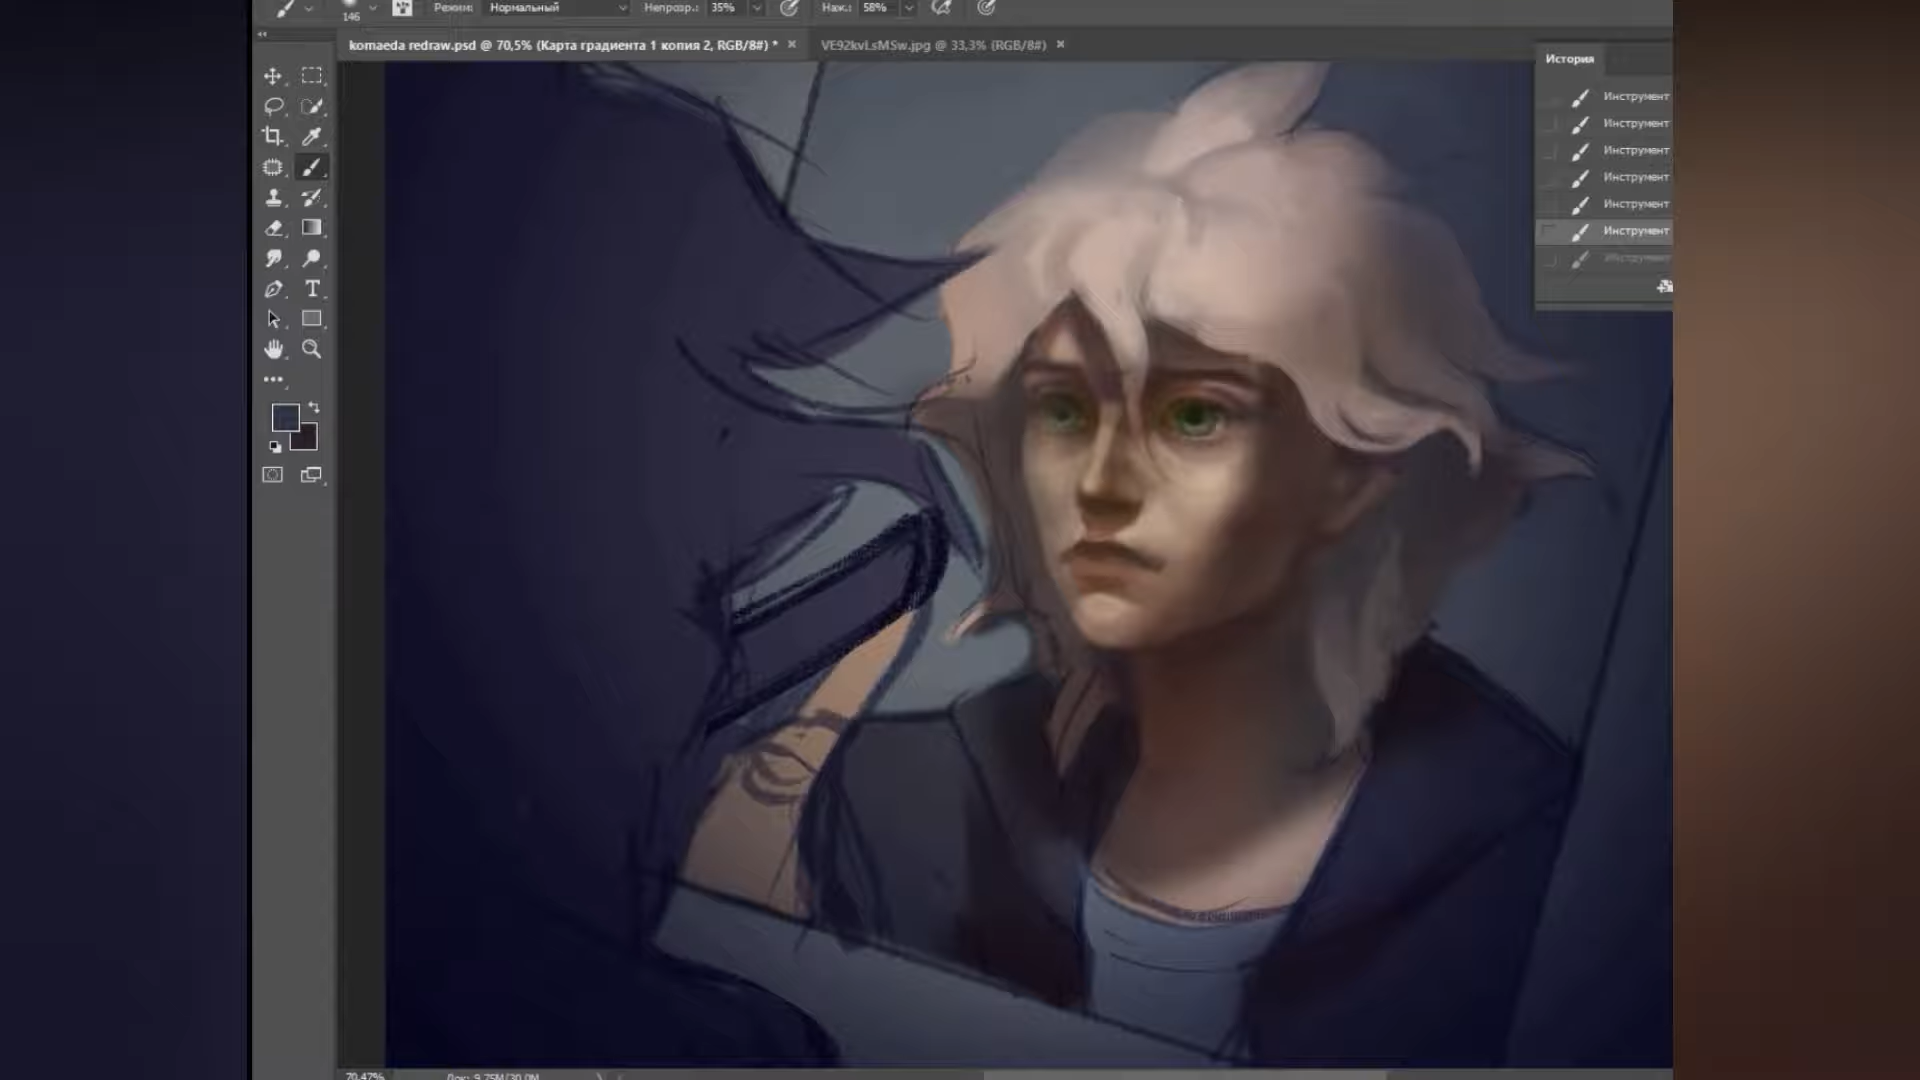 146 Режим: Нормальный Непрозр.: 35% Наж.: 58%
komaeda redraw.psd @ 70,5% (Карта градиента 1 копия 2, RGB/8#) * VE92kvLsMSw.jpg @ 33,3% (RGB/8#)
История
Инструмент
Инструмент
Инструмент
Инструмент
Инструмент
Инструмент
Инструмент
70,47% Док: 9,75M/30,0M